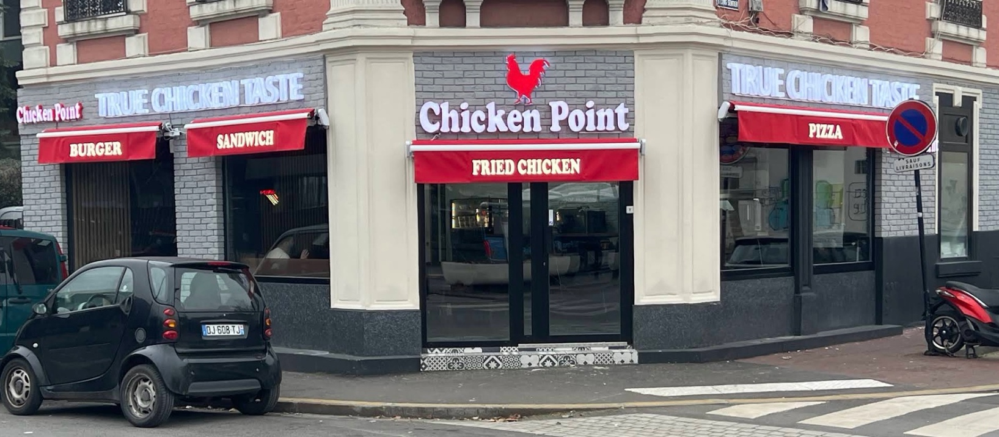 Chicken Point
TRUE CHICKEN TASTE
BURGER
SANDWICH
Chicken Point
FRIED CHICKEN
TRUE CHICKEN TASTE
PIZZA
SAUF
LIVRAISONS
DJ 608 TJ